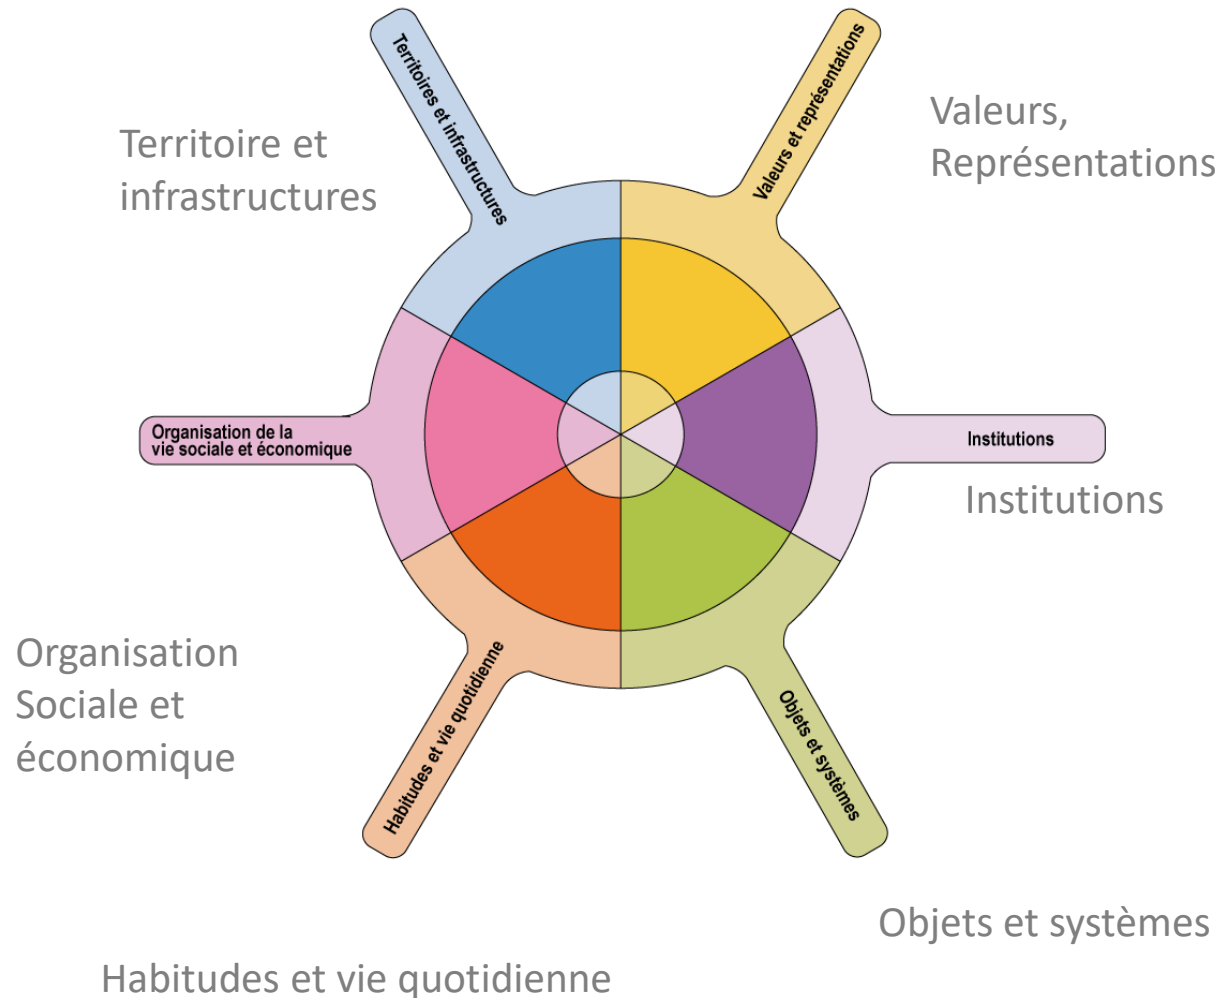 Territoires et infrastructures
Valeurs et représentations
Valeurs,
Représentations
Territoire et
infrastructures
Organisation de la
vie sociale et économique
Institutions
Institutions
Organisation
Sociale et
économique
Habitudes et vie quotidienne
Objets et systèmes
Objets et systèmes
Habitudes et vie quotidienne